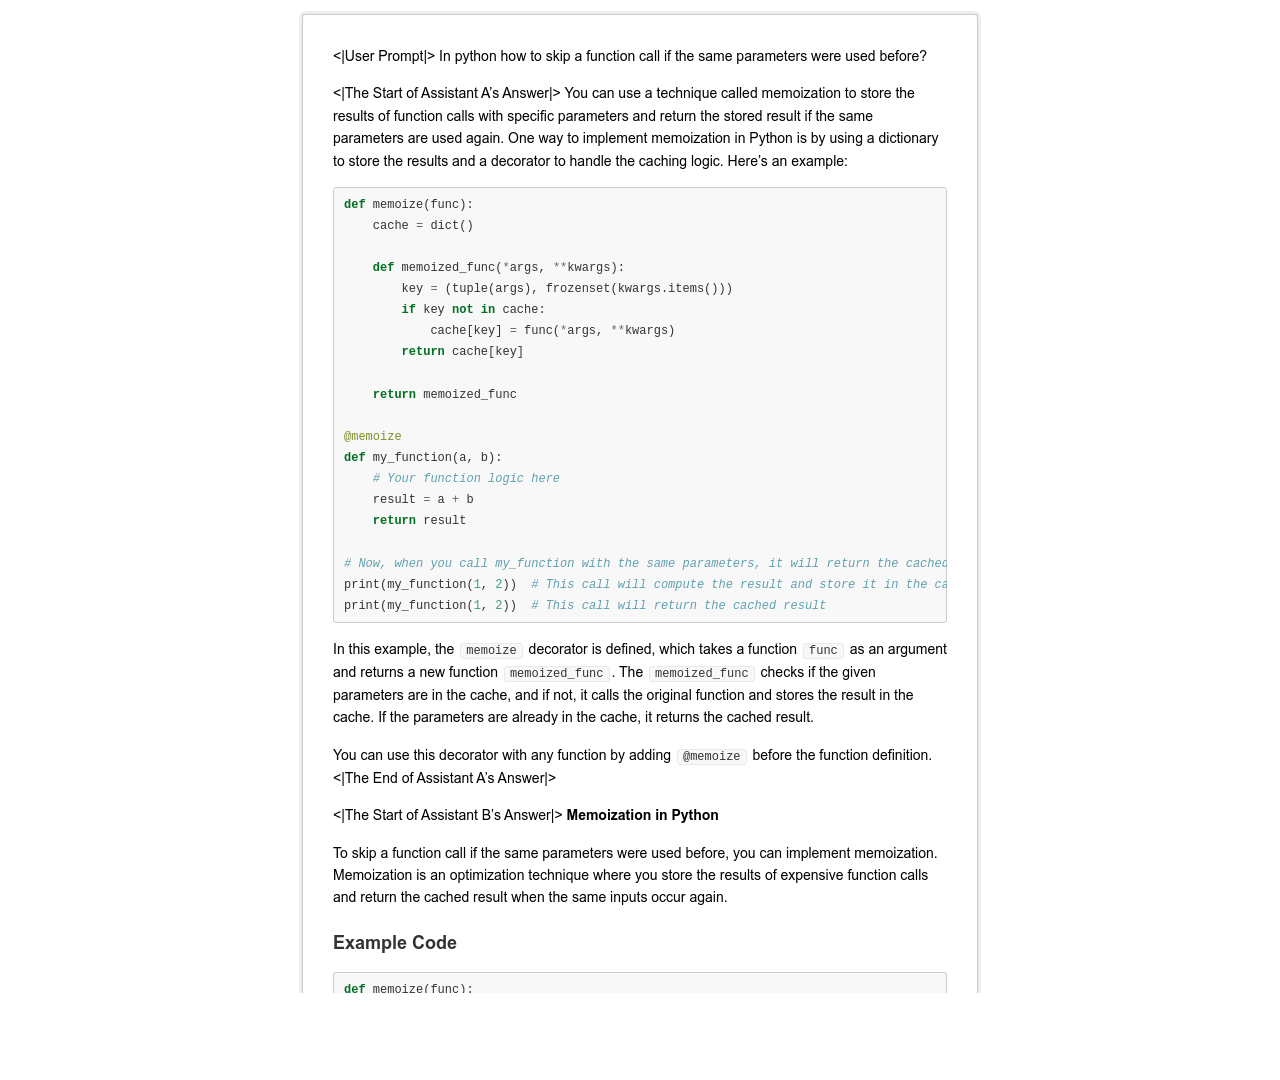 <|User Prompt|> In python how to skip a function call if the same parameters were used before?
<|The Start of Assistant A’s Answer|> You can use a technique called memoization to store the
results of function calls with specific parameters and return the stored result if the same
parameters are used again. One way to implement memoization in Python is by using a dictionary
to store the results and a decorator to handle the caching logic. Here’s an example:
def memoize(func):
    cache = dict()
    def memoized_func(*args, **kwargs):
        key = (tuple(args), frozenset(kwargs.items()))
        if key not in cache:
            cache[key] = func(*args, **kwargs)
        return cache[key]
    return memoized_func
@memoize
def my_function(a, b):
    # Your function logic here
    result = a + b
    return result
# Now, when you call my_function with the same parameters, it will return the cached
print(my_function(1, 2))  # This call will compute the result and store it in the ca
print(my_function(1, 2))  # This call will return the cached result
In this example, the memoize decorator is defined, which takes a function func as an argument
and returns a new function memoized_func. The memoized_func checks if the given
parameters are in the cache, and if not, it calls the original function and stores the result in the
cache. If the parameters are already in the cache, it returns the cached result.
You can use this decorator with any function by adding @memoize before the function definition.
<|The End of Assistant A’s Answer|>
<|The Start of Assistant B’s Answer|> Memoization in Python
To skip a function call if the same parameters were used before, you can implement memoization.
Memoization is an optimization technique where you store the results of expensive function calls
and return the cached result when the same inputs occur again.
Example Code
def memoize(func):